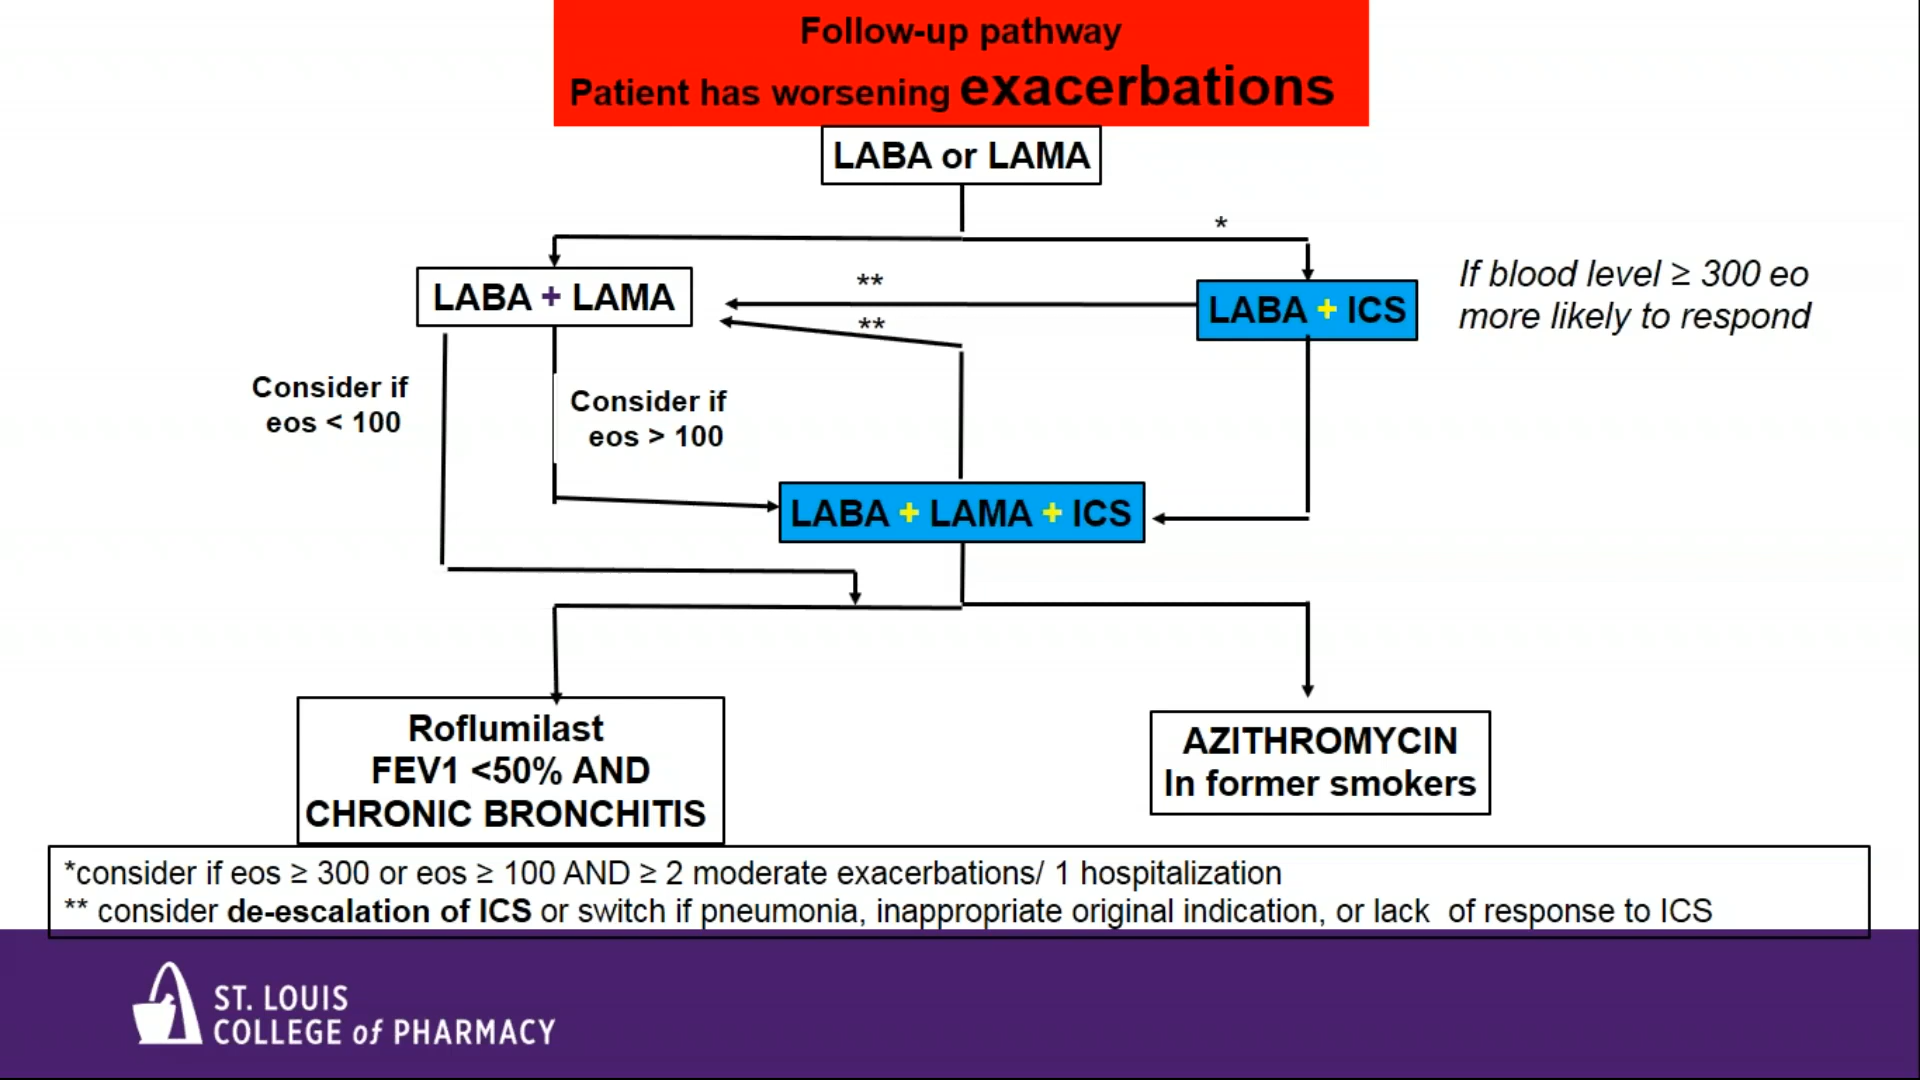 Follow-up pathway
Patient has worsening exacerbations
LABA or LAMA
*
LABA + LAMA
**
**
LABA + ICS
If blood level ≥ 300 eo
more likely to respond
Consider if
eos < 100
Consider if
eos > 100
LABA + LAMA + ICS
Roflumilast
FEV1 <50% AND
CHRONIC BRONCHITIS
AZITHROMYCIN
In former smokers
*consider if eos ≥ 300 or eos ≥ 100 AND ≥ 2 moderate exacerbations/ 1 hospitalization
** consider de-escalation of ICS or switch if pneumonia, inappropriate original indication, or lack of response to ICS
ST. LOUIS
COLLEGE of PHARMACY